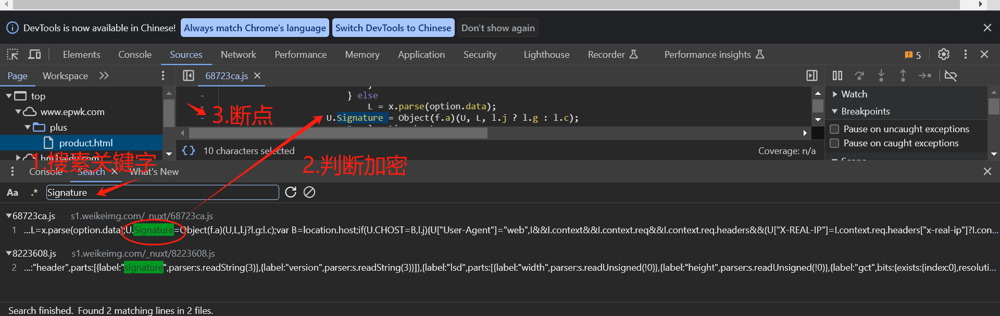 DevTools is now available in Chinese! Always match Chrome's language Switch DevTools to Chinese Don't show again
Elements Console Sources Network Performance Memory Application Security Lighthouse Recorder Performance insights 5
Page Workspace 68723ca.js
top
www.epwk.com
plus
product.html
hm.baidu.com
}
} else
L = x.parse(option.data);
U.Signature = Object(f.a)(U, L, l.j ? l.g : l.c);
3.断点
{} 10 characters selected Coverage: n/a
Watch
Breakpoints
Pause on uncaught exceptions
Pause on caught exceptions
Scope
1.搜索关键字
2.判断加密
Console Search What's New
Aa .* Signature
68723ca.js — s1.weikeimg.com/_nuxt/68723ca.js
1 ...L=x.parse(option.data);U.Signature=Object(f.a)(U,L,l.j?l.g:l.c);var B=location.host;if(U.CHOST=B,l.j){U["User-Agent"]="web",I&&I.context&&I.context.req&&I.context.req.headers&&(U["X-REAL-IP"]=I.context.req.headers["x-real-ip"]?I.con...
8223608.js — s1.weikeimg.com/_nuxt/8223608.js
2 ...:"header",parts:[{label:"signature",parser:s.readString(3)},{label:"version",parser:s.readString(3)}]},{label:"lsd",parts:[{label:"width",parser:s.readUnsigned(!0)},{label:"height",parser:s.readUnsigned(!0)},{label:"gct",bits:{exists:{index:0},resoluti...
Search finished. Found 2 matching lines in 2 files.